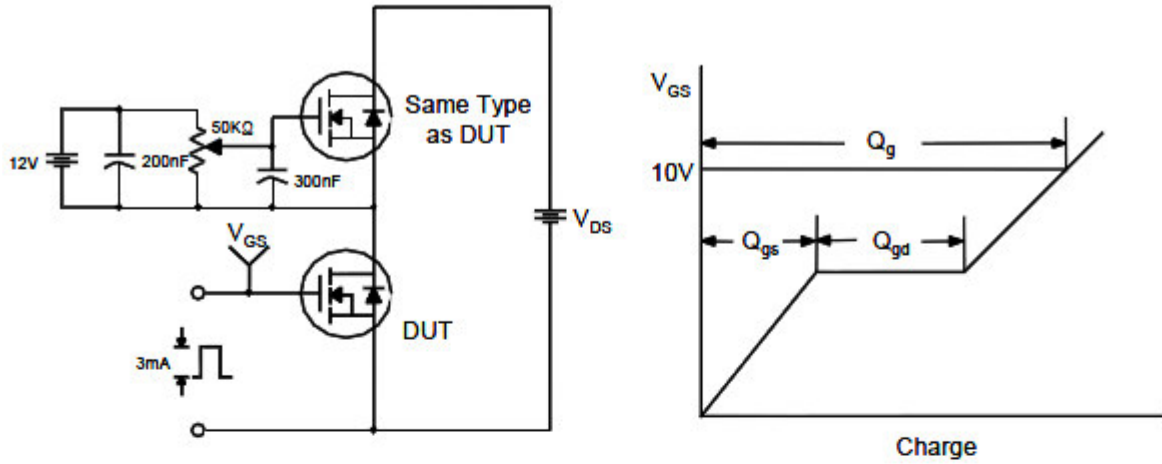 12V
200nF
50KΩ
300nF
Same Type
as DUT
V_DS
V_GS
DUT
3mA
V_GS
10V
Q_g
Q_gs
Q_gd
Charge